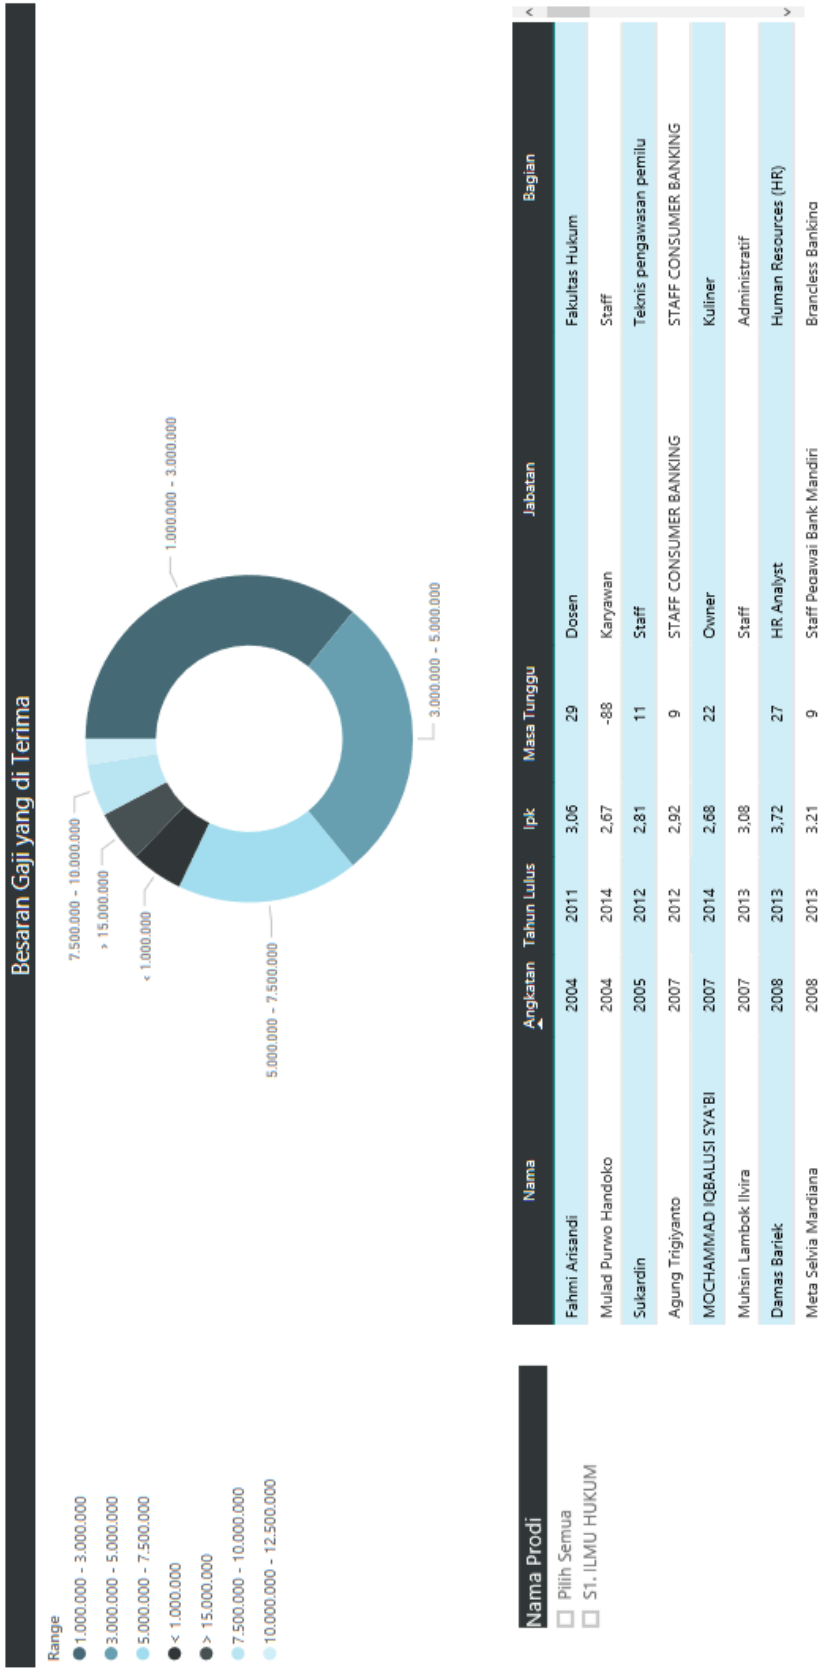 Besaran Gaji yang di Terima
Range
1.000.000 - 3.000.000
3.000.000 - 5.000.000
5.000.000 - 7.500.000
< 1.000.000
> 15.000.000
7.500.000 - 10.000.000
10.000.000 - 12.500.000
7.500.000 - 10.000.000
> 15.000.000
< 1.000.000
5.000.000 - 7.500.000
1.000.000 - 3.000.000
3.000.000 - 5.000.000
Nama Prodi
Pilih Semua
S1. ILMU HUKUM
Nama Angkatan Tahun Lulus Ipk Masa Tunggu Jabatan Bagian
Fahmi Arisandi 2004 2011 3,06 29 Dosen Fakultas Hukum
Mulad Purwo Handoko 2004 2014 2,67 -88 Karyawan Staff
Sukardin 2005 2012 2,81 11 Staff Teknis pengawasan pemilu
Agung Trigiyanto 2007 2012 2,92 9 STAFF CONSUMER BANKING STAFF CONSUMER BANKING
MOCHAMMAD IQBALUSI SYA'BI 2007 2014 2,68 22 Owner Kuliner
Muhsin Lambok Ilvira 2007 2013 3,08 Staff Administratif
Damas Bariek 2008 2013 3,72 27 HR Analyst Human Resources (HR)
Meta Selvia Mardiana 2008 2013 3,21 9 Staff Pegawai Bank Mandiri Brancless Banking